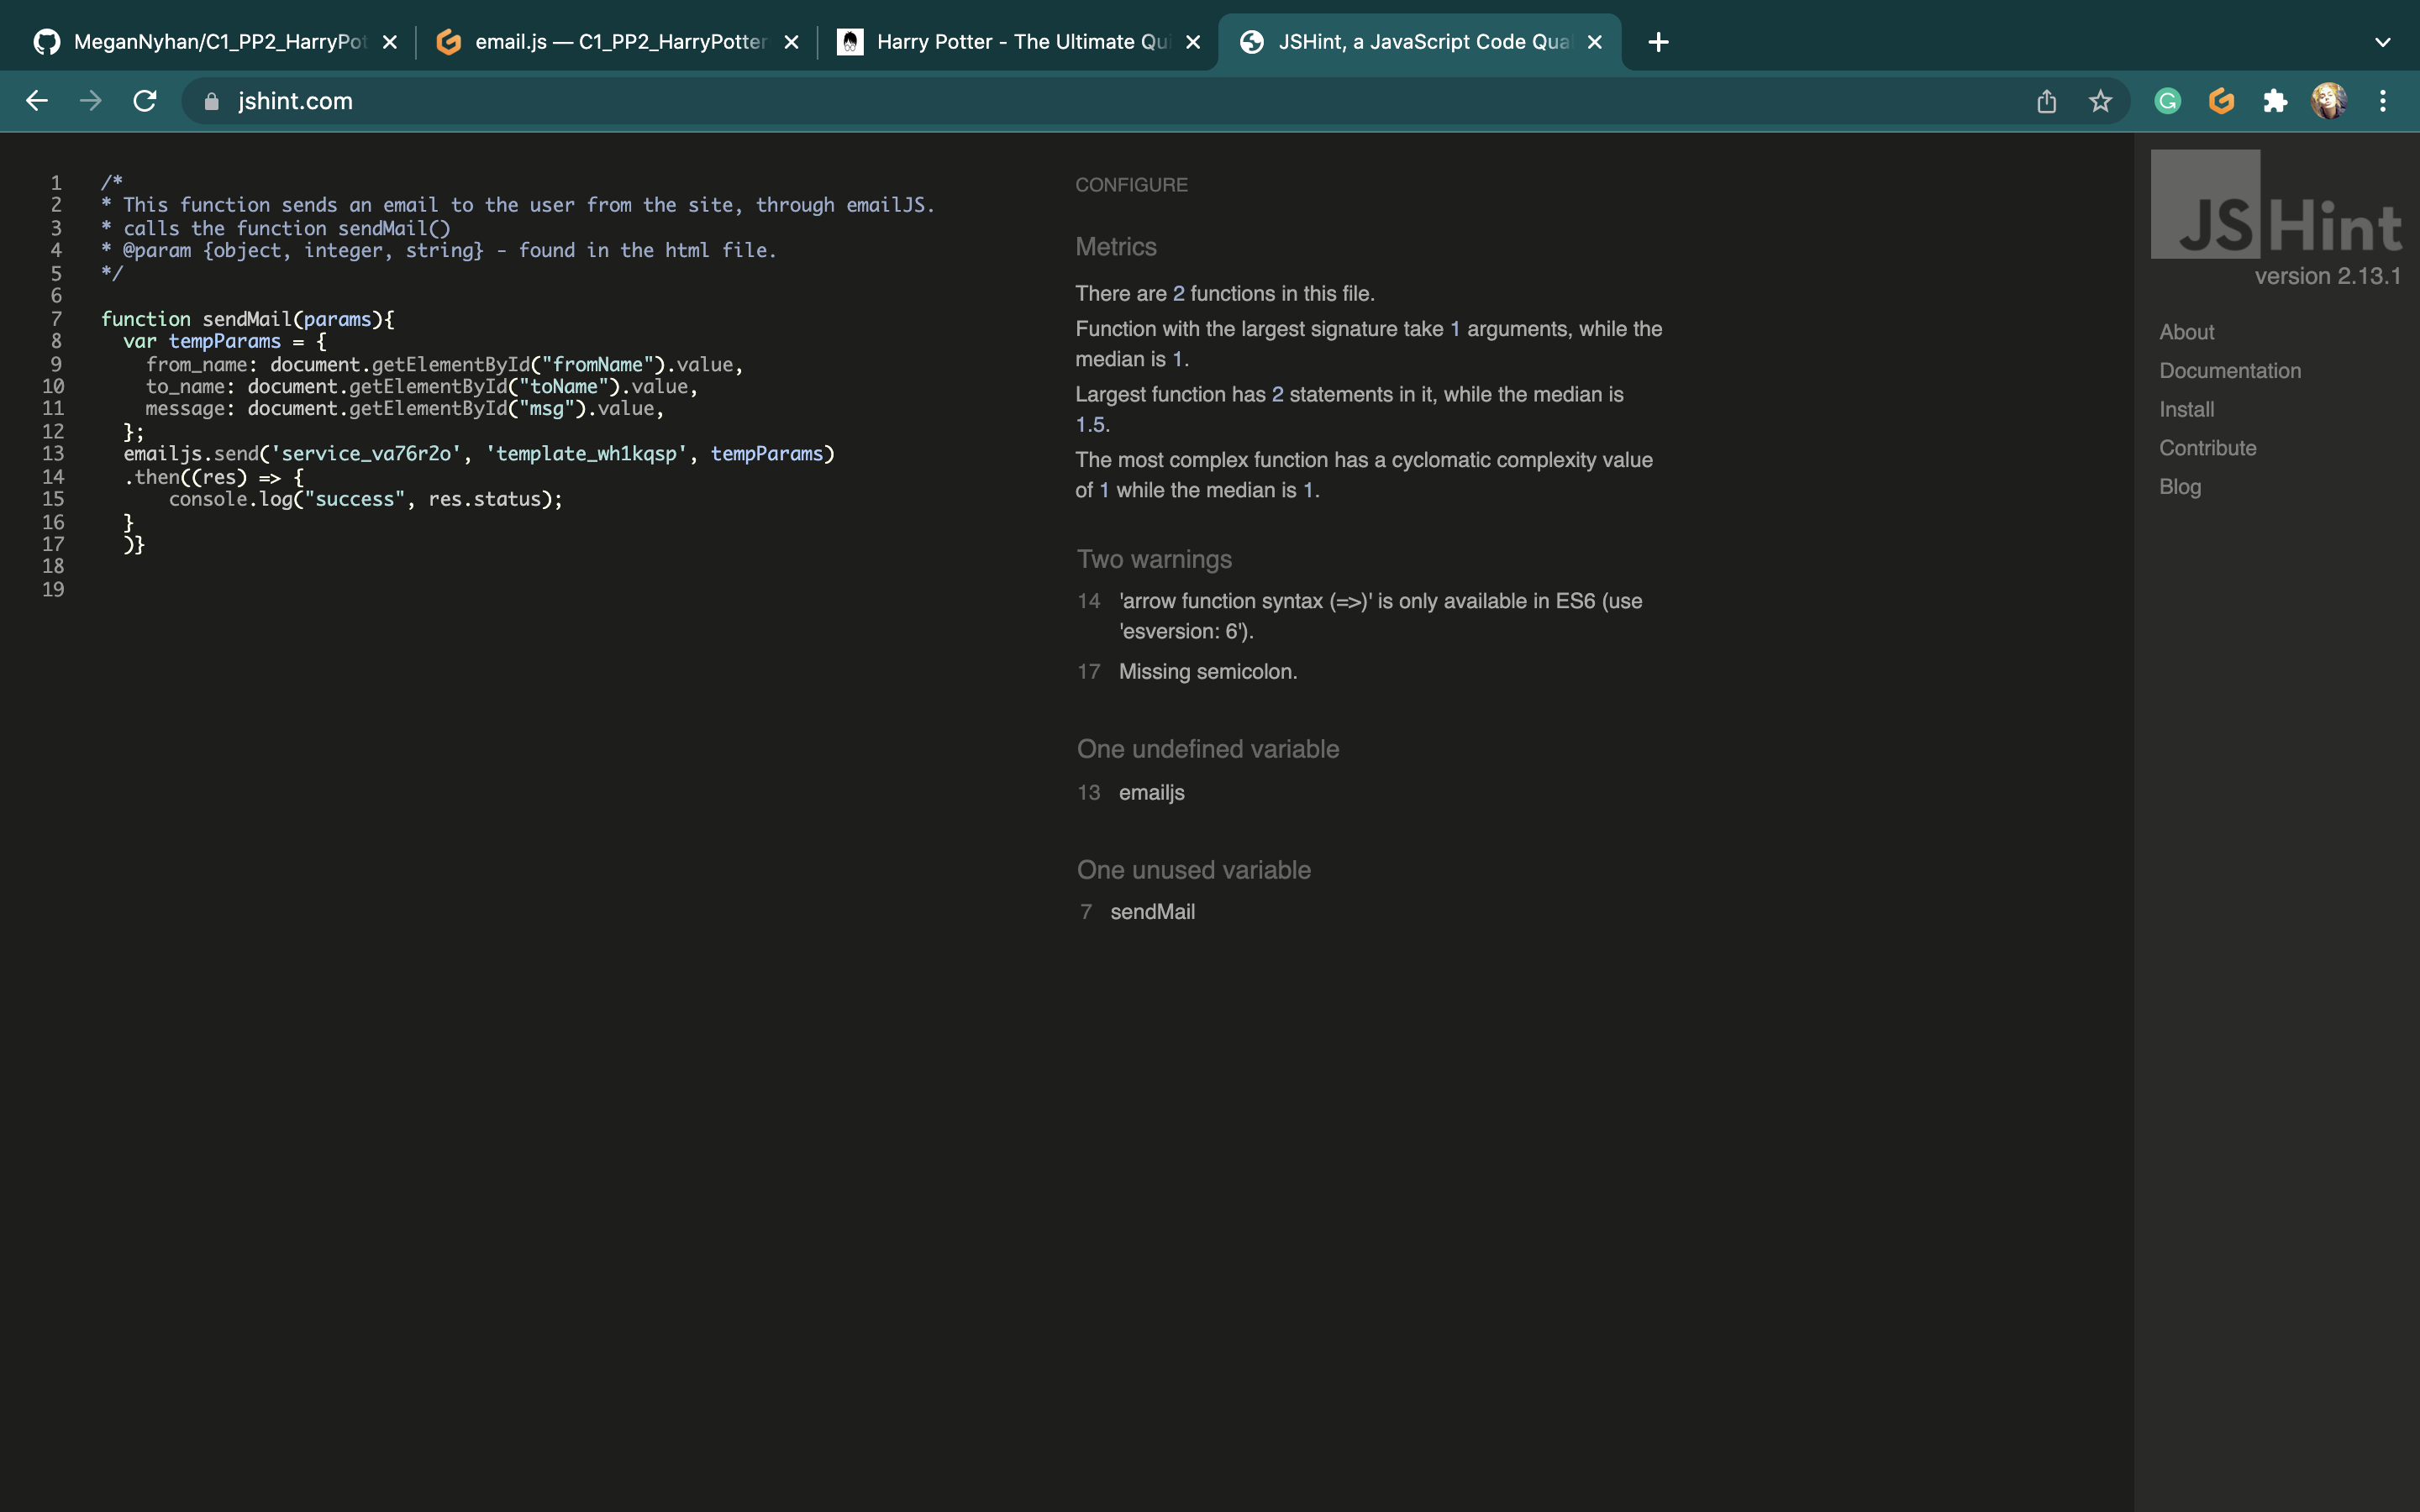 MeganNyhan/C1_PP2_HarryPot
email.js — C1_PP2_HarryPotter
Harry Potter - The Ultimate Qui
JSHint, a JavaScript Code Qua
jshint.com
1 /*
2 * This function sends an email to the user from the site, through emailJS.
3 * calls the function sendMail()
4 * @param {object, integer, string} - found in the html file.
5 */
6
7 function sendMail(params){
8 var tempParams = {
9 from_name: document.getElementById("fromName").value,
10 to_name: document.getElementById("toName").value,
11 message: document.getElementById("msg").value,
12 };
13 emailjs.send('service_va76r2o', 'template_wh1kqsp', tempParams)
14 .then((res) => {
15 console.log("success", res.status);
16 }
17 )}
18
19
CONFIGURE
Metrics
There are 2 functions in this file.
Function with the largest signature take 1 arguments, while the
median is 1.
Largest function has 2 statements in it, while the median is
1.5.
The most complex function has a cyclomatic complexity value
of 1 while the median is 1.
Two warnings
14 'arrow function syntax (=>)' is only available in ES6 (use
'esversion: 6').
17 Missing semicolon.
One undefined variable
13 emailjs
One unused variable
7 sendMail
JSHint
version 2.13.1
About
Documentation
Install
Contribute
Blog